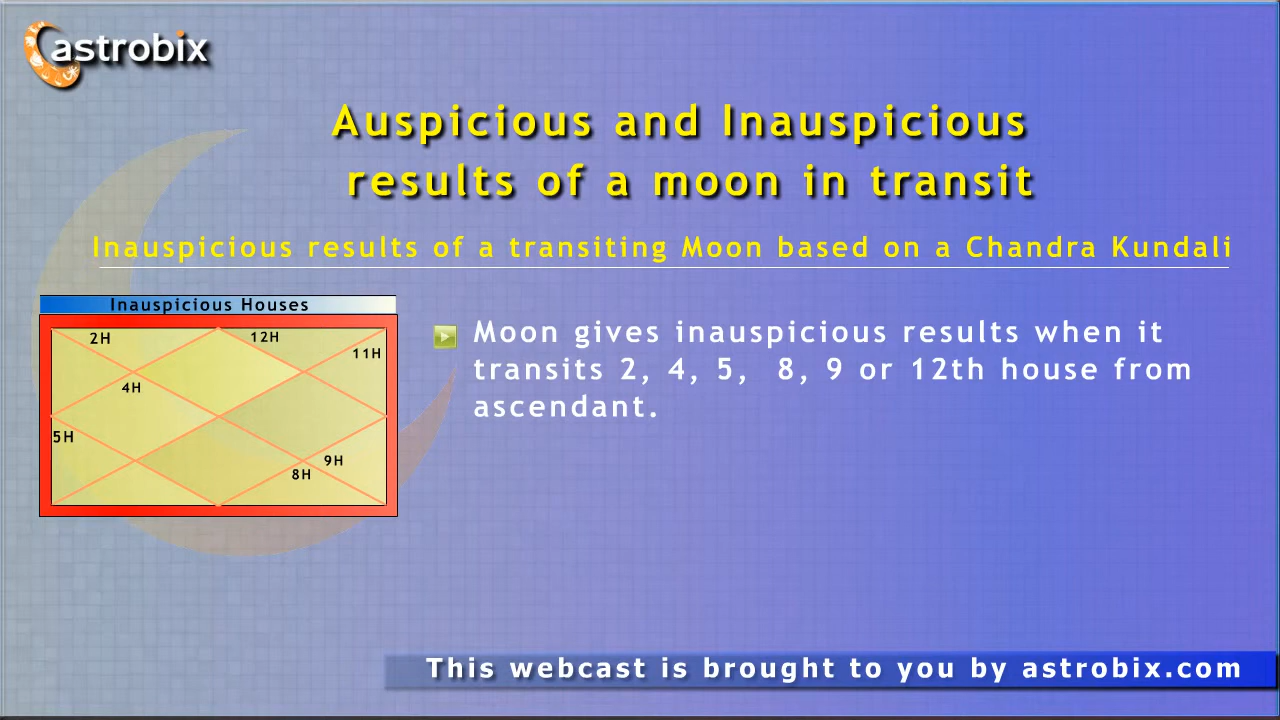 astrobix
Auspicious and Inauspicious
results of a moon in transit
Inauspicious results of a transiting Moon based on a Chandra Kundali
Inauspicious Houses
2H
12H
11H
4H
5H
9H
8H
Moon gives inauspicious results when it
transits 2, 4, 5, 8, 9 or 12th house from
ascendant.
This webcast is brought to you by astrobix.com